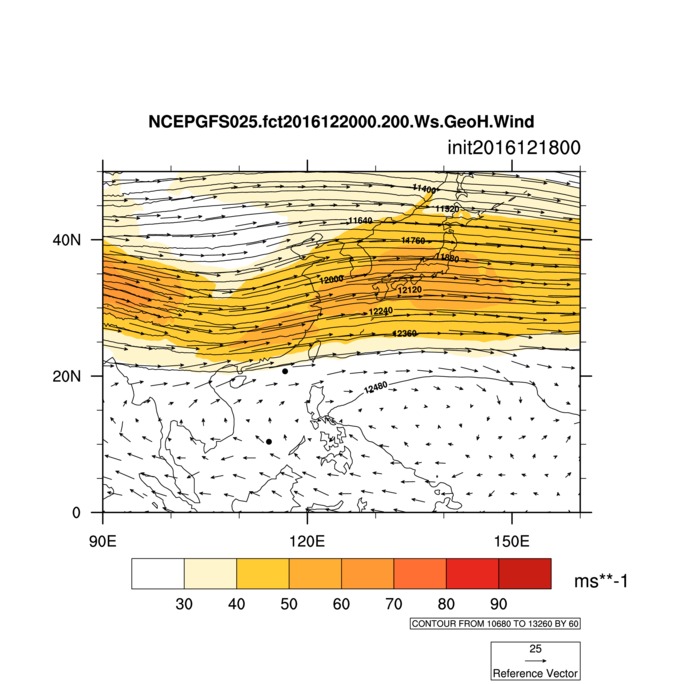 NCEPGFS025.fct2016122000.200.Ws.GeoH.Wind
init2016121800
11400
11520
11640
40N
11760
11880
12000
12120
12240
12360
20N
12480
0
90E 120E 150E
ms**-1
30 40 50 60 70 80 90
CONTOUR FROM 10680 TO 13260 BY 60
25
Reference Vector